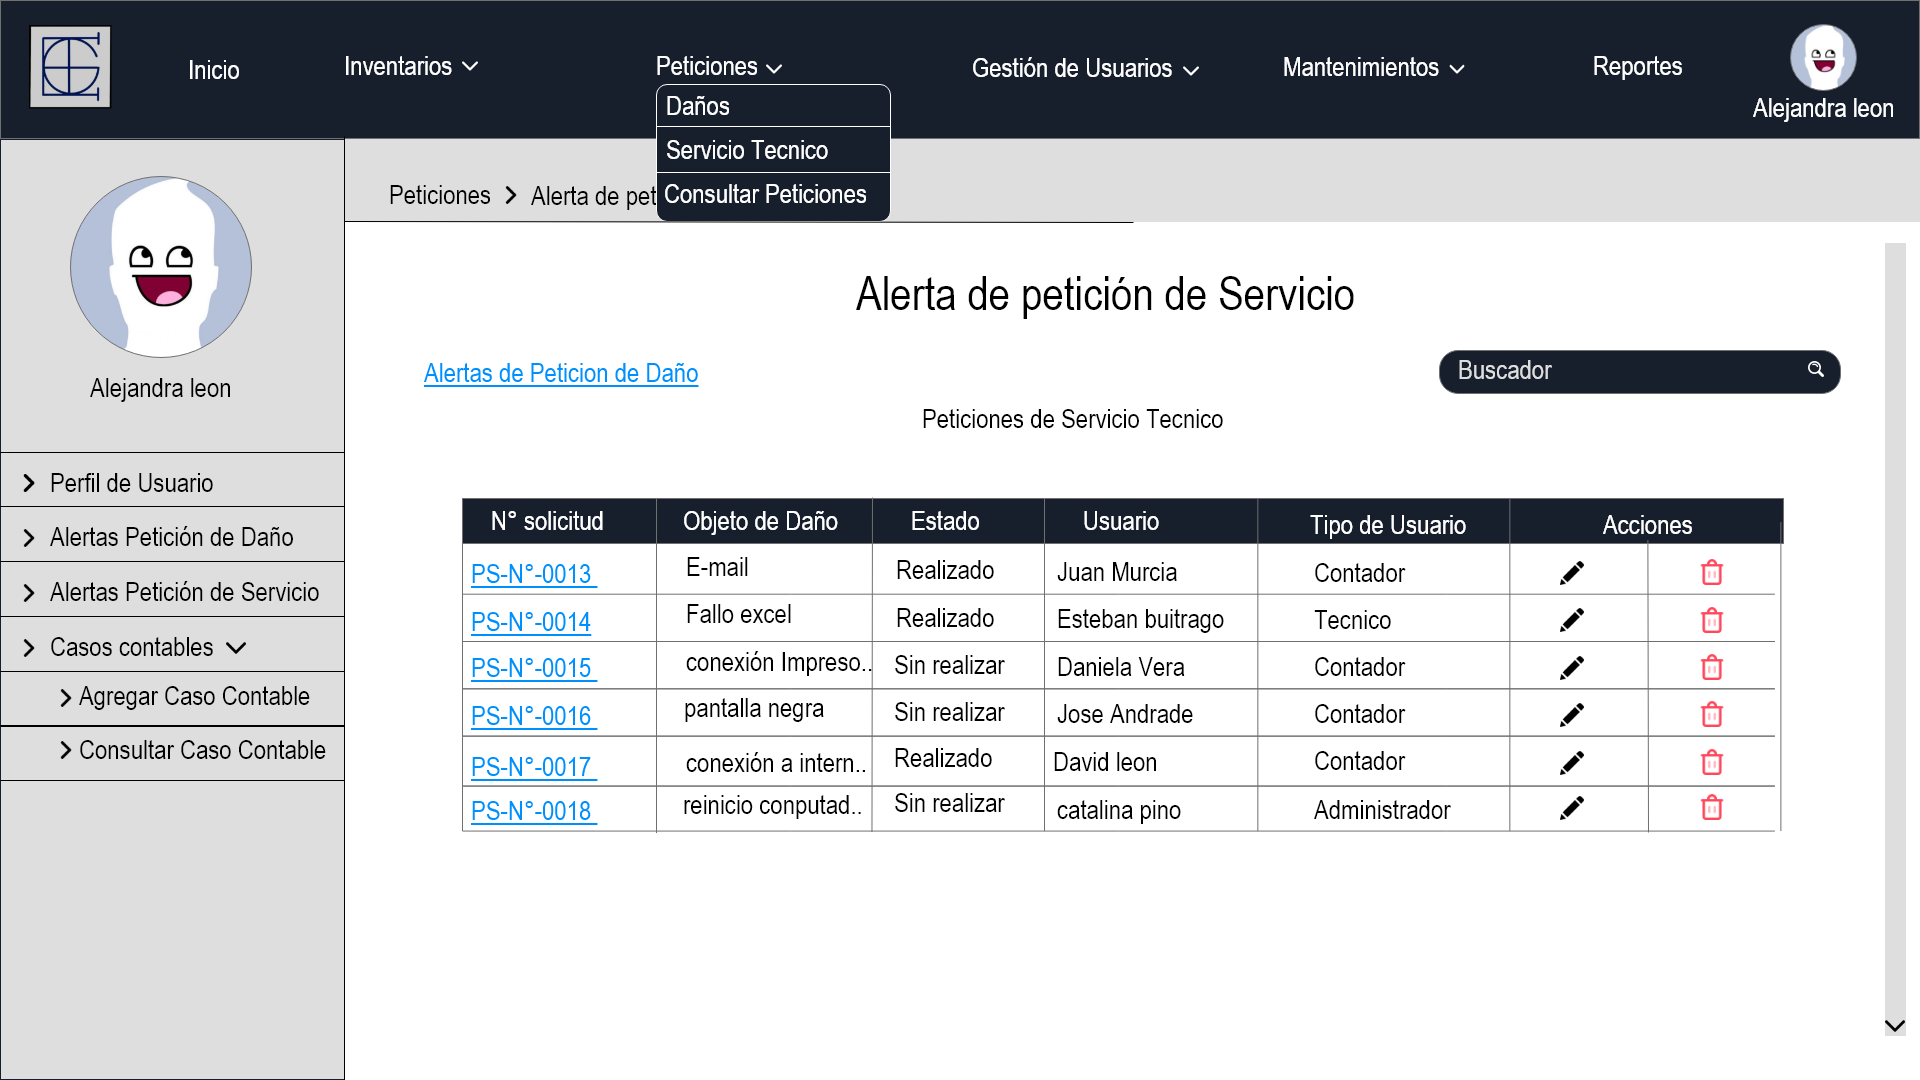 Inicio
Inventarios
Peticiones
Gestión de Usuarios
Mantenimientos
Reportes
Alejandra leon
Daños
Servicio Tecnico
Consultar Peticiones
Peticiones
Alerta de pet
Alejandra leon
Perfil de Usuario
Alertas Petición de Daño
Alertas Petición de Servicio
Casos contables
Agregar Caso Contable
Consultar Caso Contable
Alerta de petición de Servicio
Alertas de Peticion de Daño
Buscador
Peticiones de Servicio Tecnico
N° solicitud Objeto de Daño Estado Usuario Tipo de Usuario Acciones
PS-N°-0013 E-mail Realizado Juan Murcia Contador
PS-N°-0014 Fallo excel Realizado Esteban buitrago Tecnico
PS-N°-0015 conexión Impreso.. Sin realizar Daniela Vera Contador
PS-N°-0016 pantalla negra Sin realizar Jose Andrade Contador
PS-N°-0017 conexión a intern.. Realizado David leon Contador
PS-N°-0018 reinicio conputad.. Sin realizar catalina pino Administrador